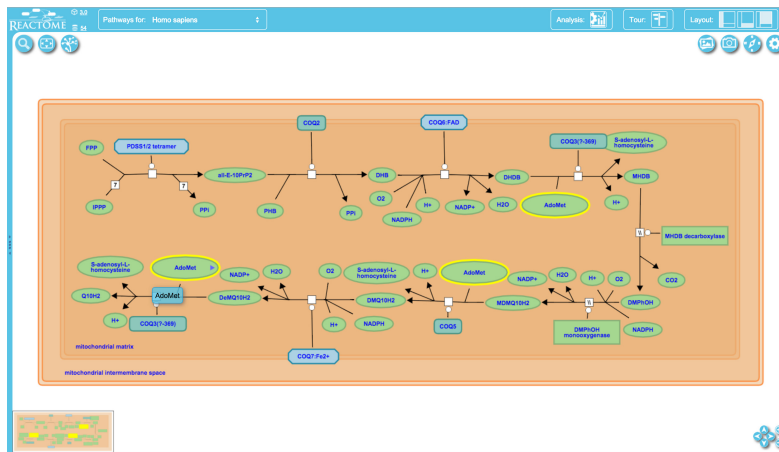 REACTOME
3.0
54
Pathways for: Homo sapiens
Analysis:
Tour:
Layout:
COQ2
COQ6:FAD
FPP
PDSS1/2 tetramer
COQ3(?-369)
S-adenosyl-L-
homocysteine
all-E-10PrP2
DHB
DHDB
MHDB
7
7
IPPP
PPi
PHB
PPi
O2
NADPH
H+
NADP+
H2O
AdoMet
H+
MHDB decarboxylase
S-adenosyl-L-
homocysteine
AdoMet
NADP+
H2O
O2
S-adenosyl-L-
homocysteine
H+
AdoMet
NADP+
H2O
H+
O2
CO2
Q10H2
AdoMet
DeMQ10H2
DMQ10H2
MDMQ10H2
DMPhOH
H+
COQ3(?-369)
H+
NADPH
COQ5
DMPhOH
monooxygenase
NADPH
COQ7:Fe2+
mitochondrial matrix
mitochondrial intermembrane space